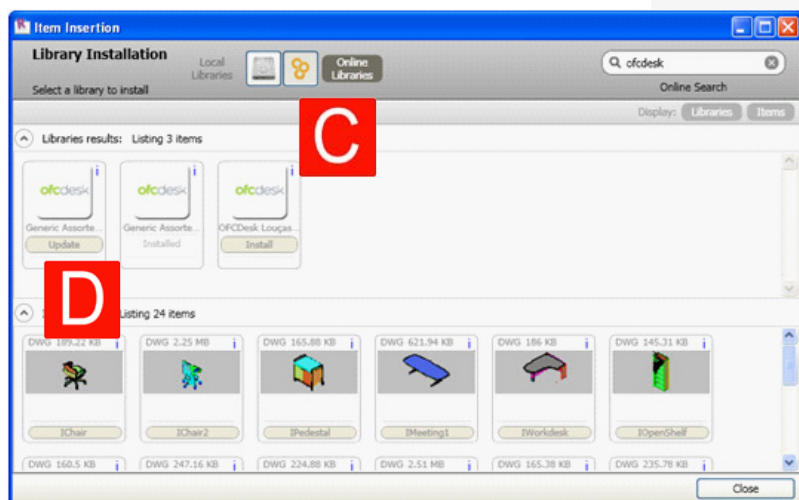 Item Insertion
Library Installation
Local Libraries
Online Libraries
ofcdesk
Select a library to install
Online Search
C
Display: Libraries Items
Libraries results: Listing 3 items
ofcdesk ofcdesk ofcdesk
Generic Assorte... Generic Assorte... OFCDesk Louças...
Update Installed Install
D
Listing 24 items
DWG 189.22 KB DWG 2.25 MB DWG 165.88 KB DWG 621.94 KB DWG 186 KB DWG 145.31 KB
IChair IChair2 IPedestal IMeeting1 IWorkdesk IOpenShelf
DWG 160.5 KB DWG 247.16 KB DWG 224.88 KB DWG 2.51 MB DWG 165.38 KB DWG 235.78 KB
Close